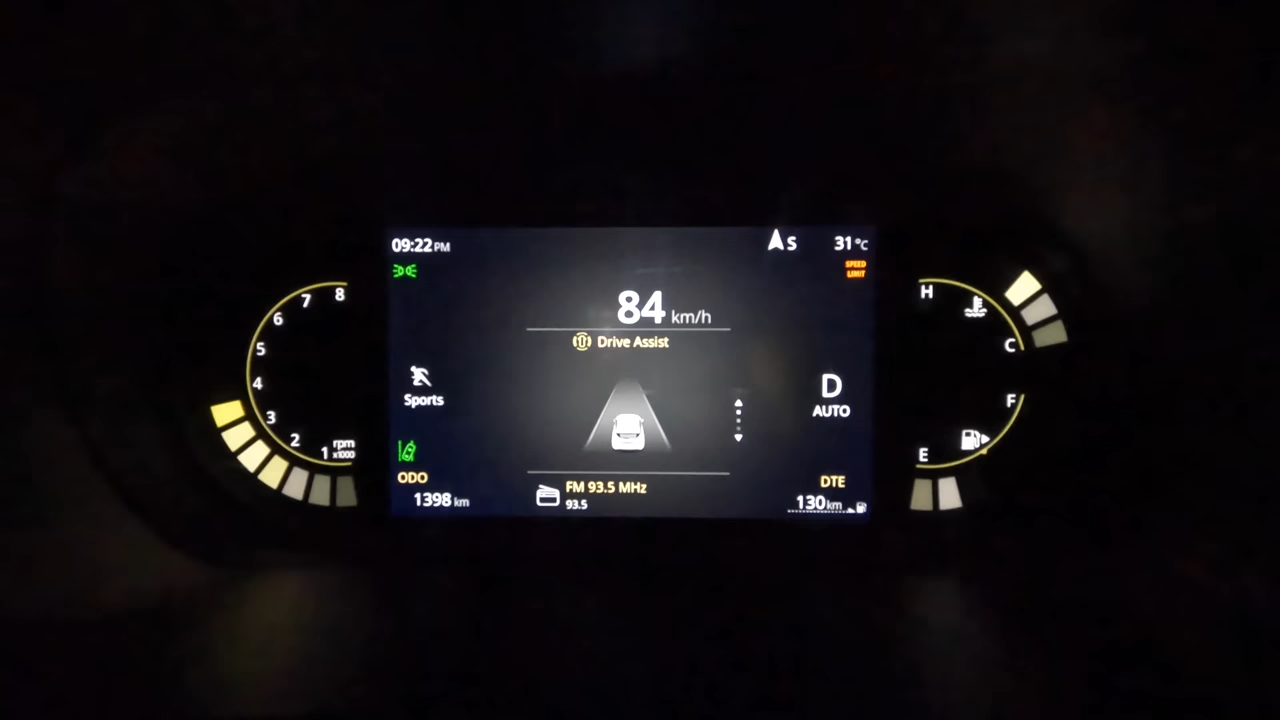 09:22 PM
S
31°C
SPEED
LIMIT
84 km/h
Drive Assist
8
7
6
5
4
3
2
1
rpm
x1000
Sports
D
AUTO
H
C
F
E
ODO
1398 km
FM 93.5 MHz
93.5
DTE
130 km